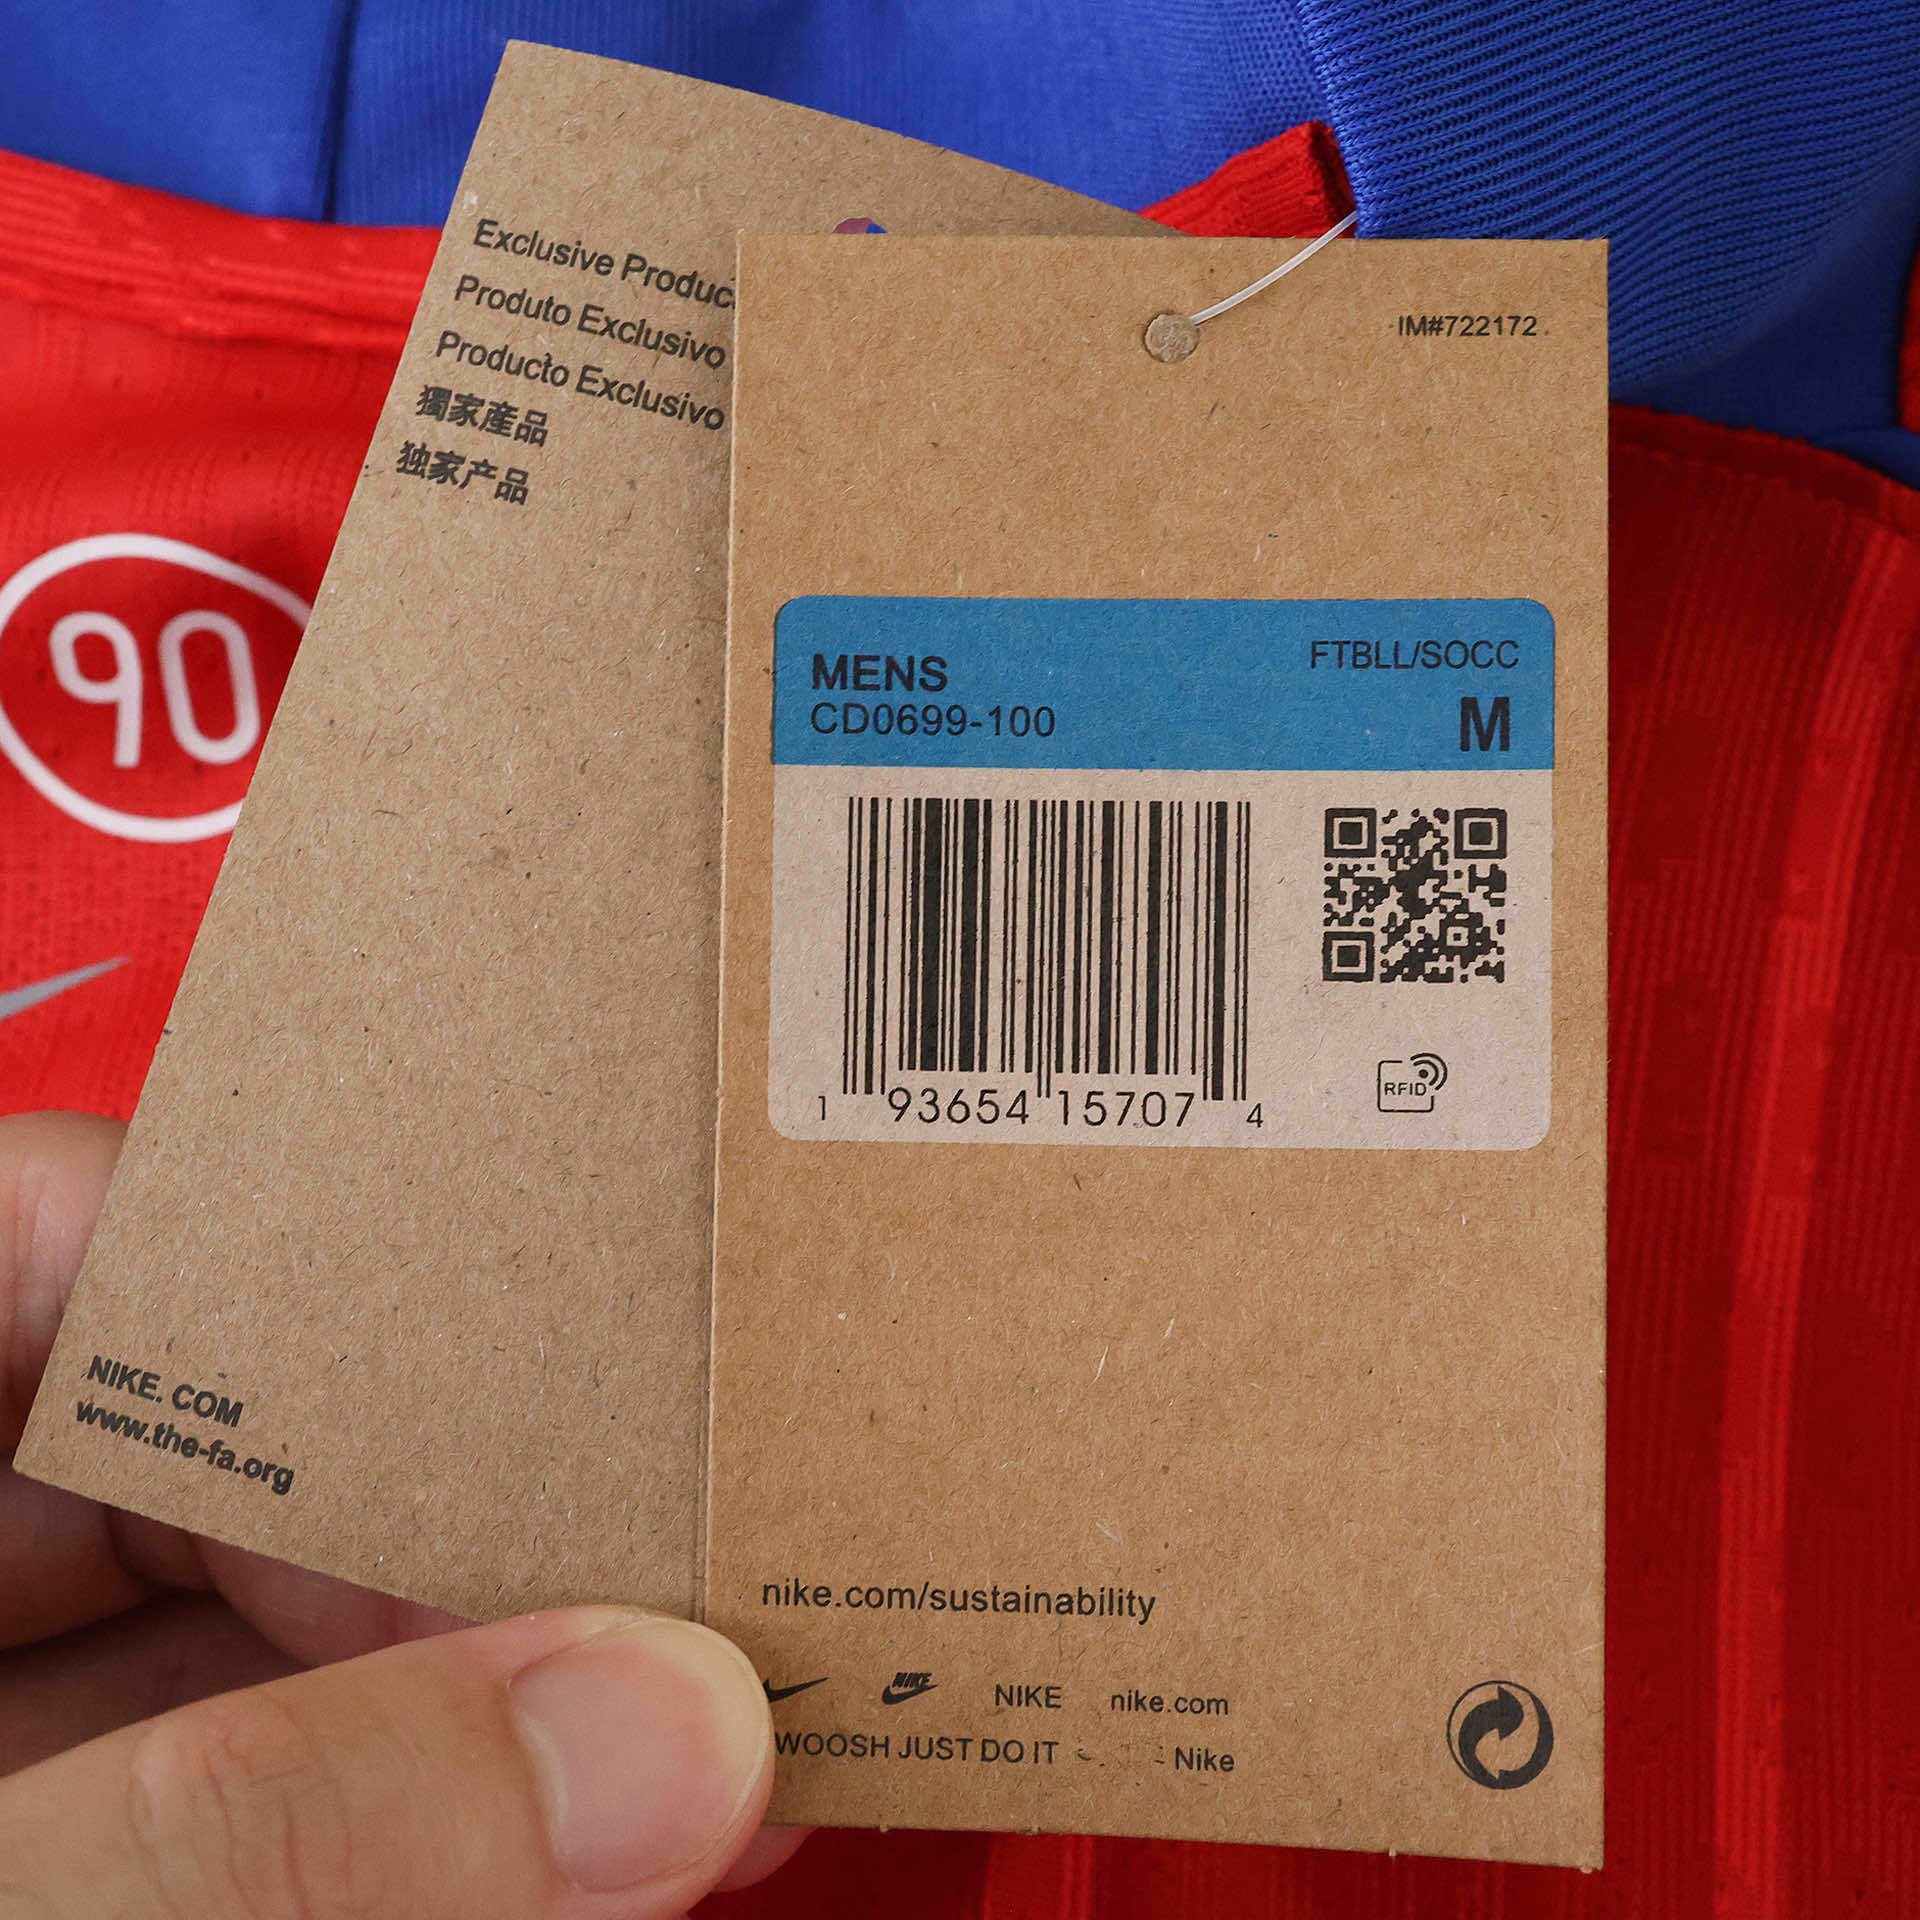 Exclusive Produc
Produto Exclusivo
Producto Exclusivo
獨家產品
独家产品
NIKE. COM
www.the-fa.org
90
IM#722172
MENS
FTBLL/SOCC
CD0699-100
M
1 93654 15707 4
RFID
nike.com/sustainability
NIKE NIKE nike.com
WOOSH JUST DO IT Nike